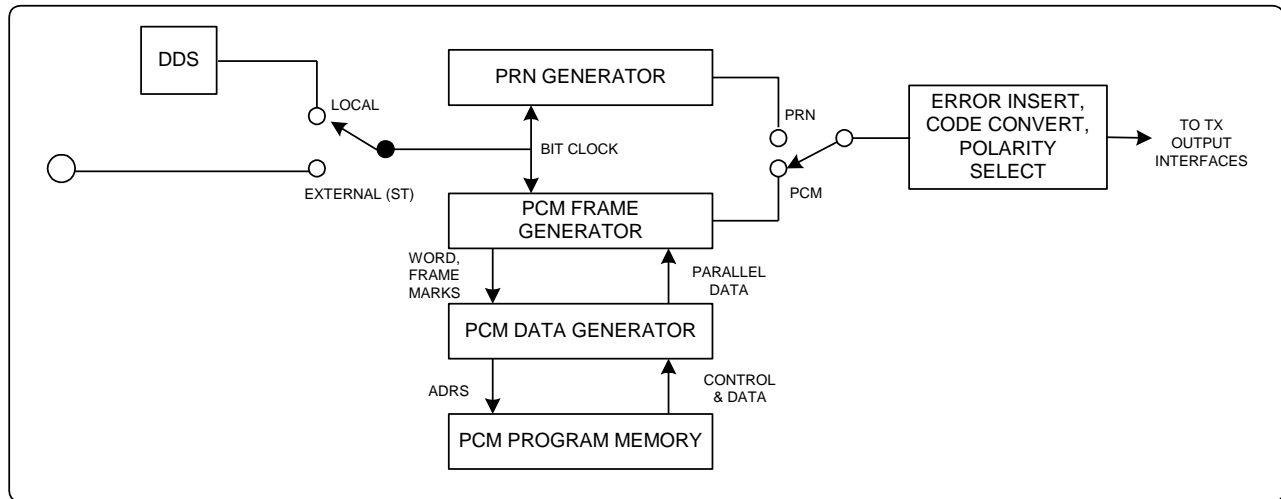 DDS
LOCAL
EXTERNAL (ST)
PRN GENERATOR
BIT CLOCK
PCM FRAME
GENERATOR
WORD,
FRAME
MARKS
PARALLEL
DATA
PCM DATA GENERATOR
ADRS
CONTROL
& DATA
PCM PROGRAM MEMORY
PRN
PCM
ERROR INSERT,
CODE CONVERT,
POLARITY
SELECT
TO TX
OUTPUT
INTERFACES